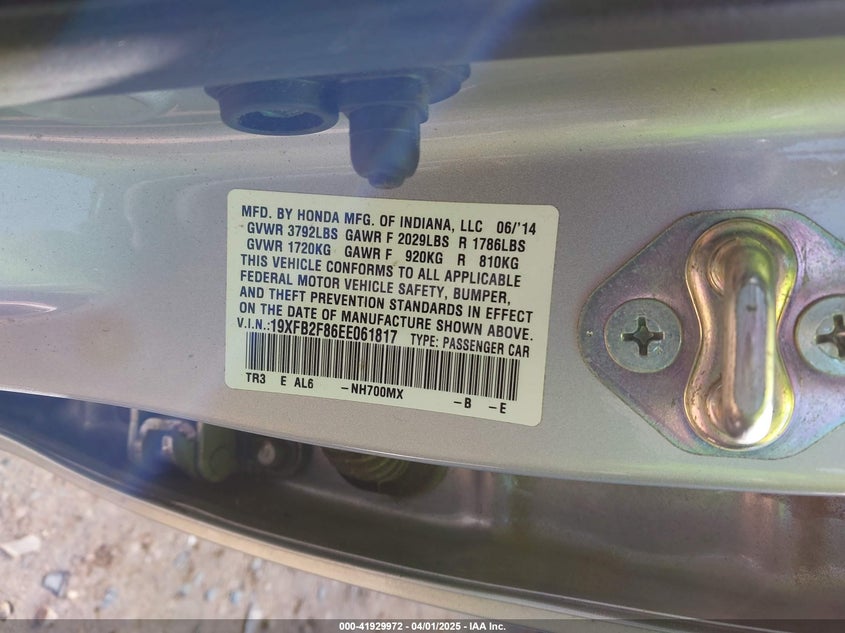 MFD. BY HONDA MFG. OF INDIANA, LLC 06/'14
GVWR 3792LBS GAWR F 2029LBS R 1786LBS
GVWR 1720KG GAWR F 920KG R 810KG
THIS VEHICLE CONFORMS TO ALL APPLICABLE
FEDERAL MOTOR VEHICLE SAFETY, BUMPER,
AND THEFT PREVENTION STANDARDS IN EFFECT
ON THE DATE OF MANUFACTURE SHOWN ABOVE.
V.I.N.:19XFB2F86EE061817 TYPE: PASSENGER CAR
TR3 E AL6 –NH700MX –B –E
000-41929972 - 04/01/2025 - IAA Inc.